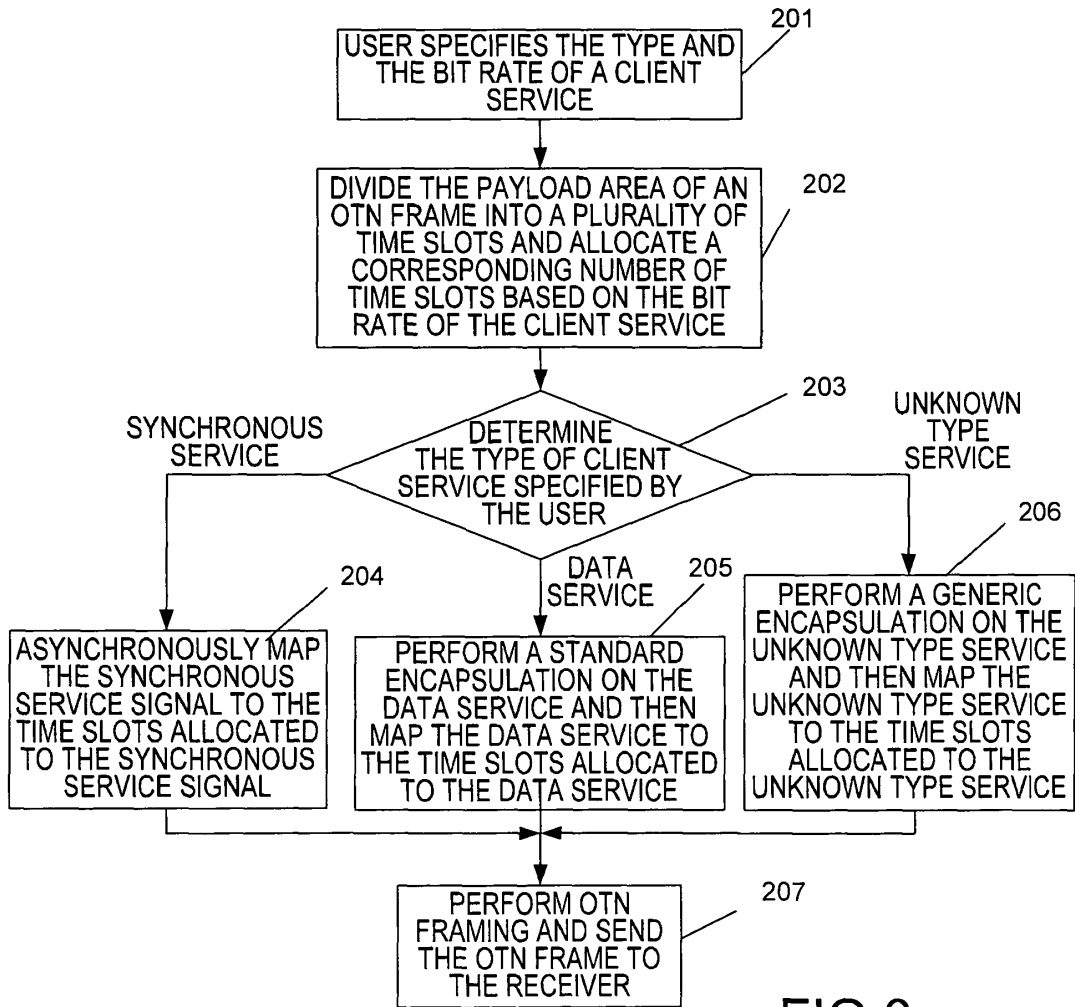 201
USER SPECIFIES THE TYPE AND
THE BIT RATE OF A CLIENT
SERVICE
202
DIVIDE THE PAYLOAD AREA OF AN
OTN FRAME INTO A PLURALITY OF
TIME SLOTS AND ALLOCATE A
CORRESPONDING NUMBER OF
TIME SLOTS BASED ON THE BIT
RATE OF THE CLIENT SERVICE
203
DETERMINE
THE TYPE OF CLIENT
SERVICE SPECIFIED BY
THE USER
SYNCHRONOUS
SERVICE
DATA
SERVICE
UNKNOWN
TYPE
SERVICE
204
ASYNCHRONOUSLY MAP
THE SYNCHRONOUS
SERVICE SIGNAL TO THE
TIME SLOTS ALLOCATED
TO THE SYNCHRONOUS
SERVICE SIGNAL
205
PERFORM A STANDARD
ENCAPSULATION ON THE
DATA SERVICE AND THEN
MAP THE DATA SERVICE TO
THE TIME SLOTS ALLOCATED
TO THE DATA SERVICE
206
PERFORM A GENERIC
ENCAPSULATION ON THE
UNKNOWN TYPE SERVICE
AND THEN MAP THE
UNKNOWN TYPE SERVICE
TO THE TIME SLOTS
ALLOCATED TO THE
UNKNOWN TYPE SERVICE
207
PERFORM OTN
FRAMING AND SEND
THE OTN FRAME TO
THE RECEIVER